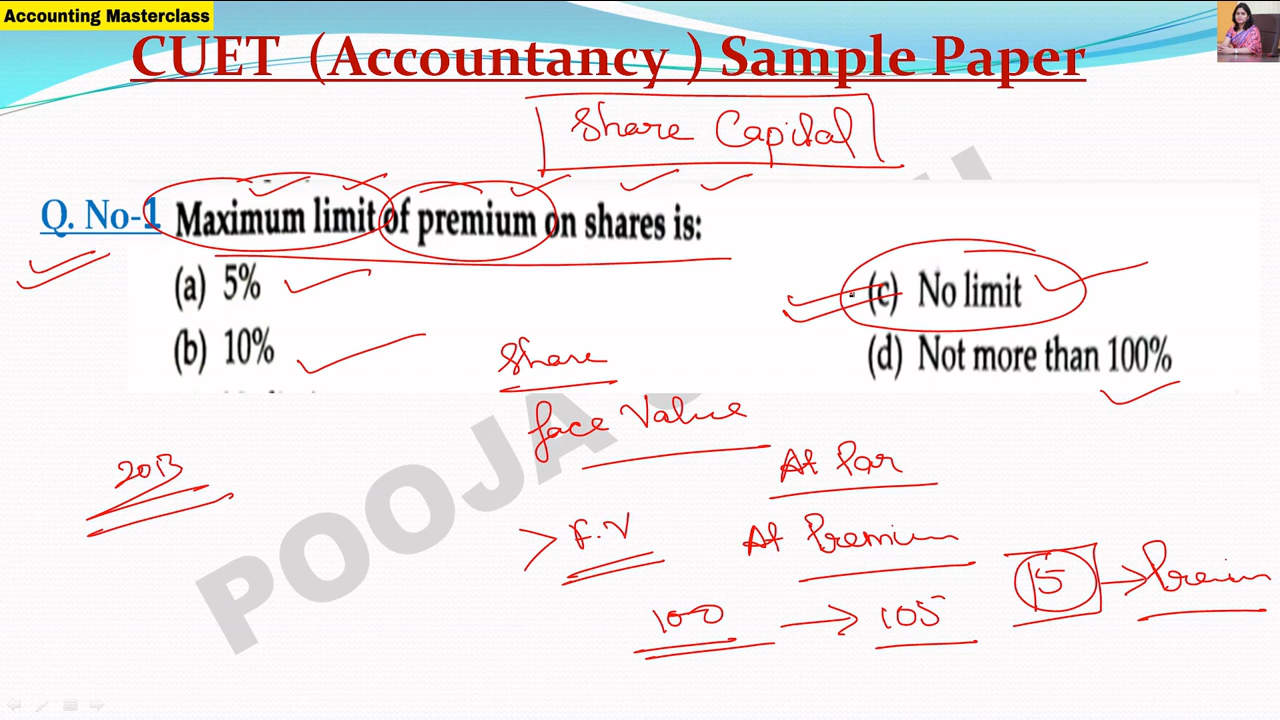 Accounting Masterclass
CUET (Accountancy ) Sample Paper
Share Capital
Q. No-1 Maximum limit of premium on shares is:
(a) 5%
(c) No limit
(b) 10%
(d) Not more than 100%
Share
face Value
At Par
2013
> F.V
At Premium
15 → Premium
100 → 105
POOJA